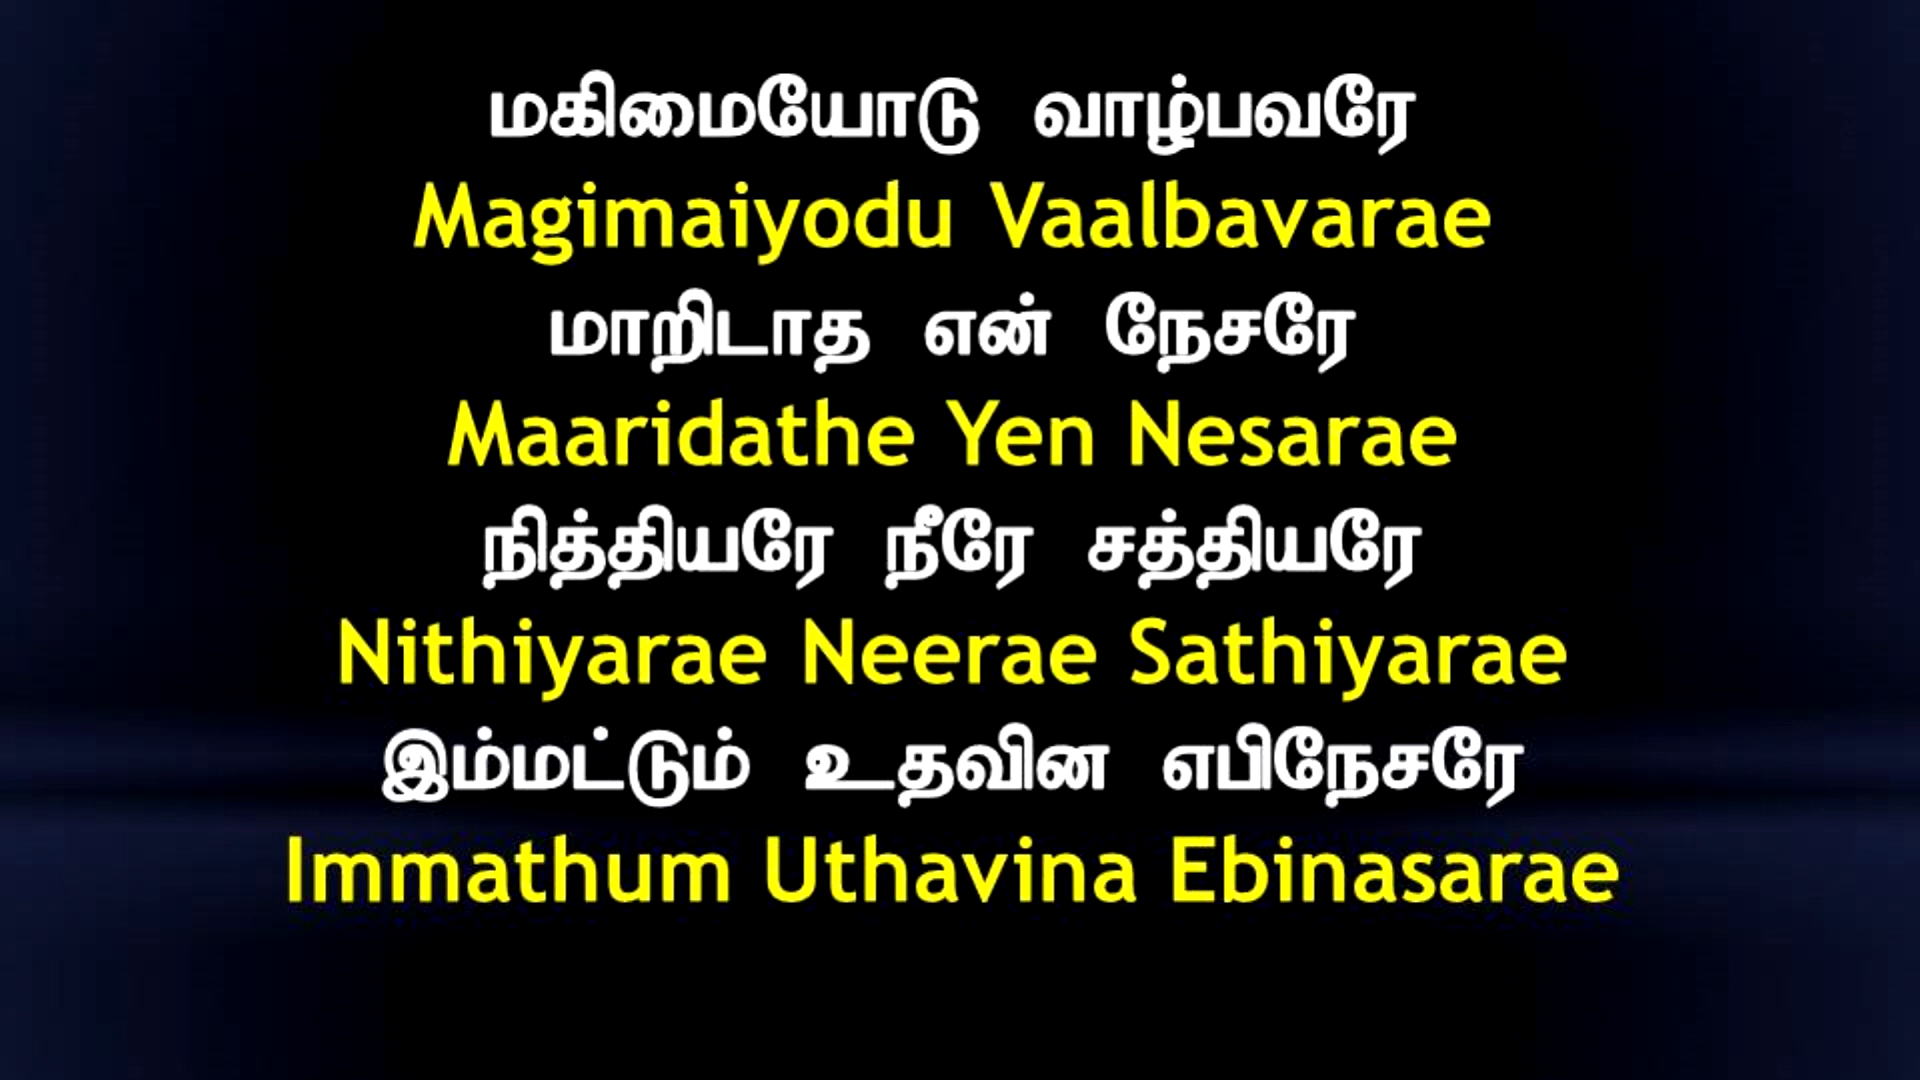 மகிமையோடு வாழ்பவரே
Magimaiyodu Vaalbavarae
மாறிடாத என் நேசரே
Maaridathe Yen Nesarae
நித்தியரே நீரே சத்தியரே
Nithiyarae Neerae Sathiyarae
இம்மட்டும் உதவின எபிநேசரே
Immathum Uthavina Ebinasarae